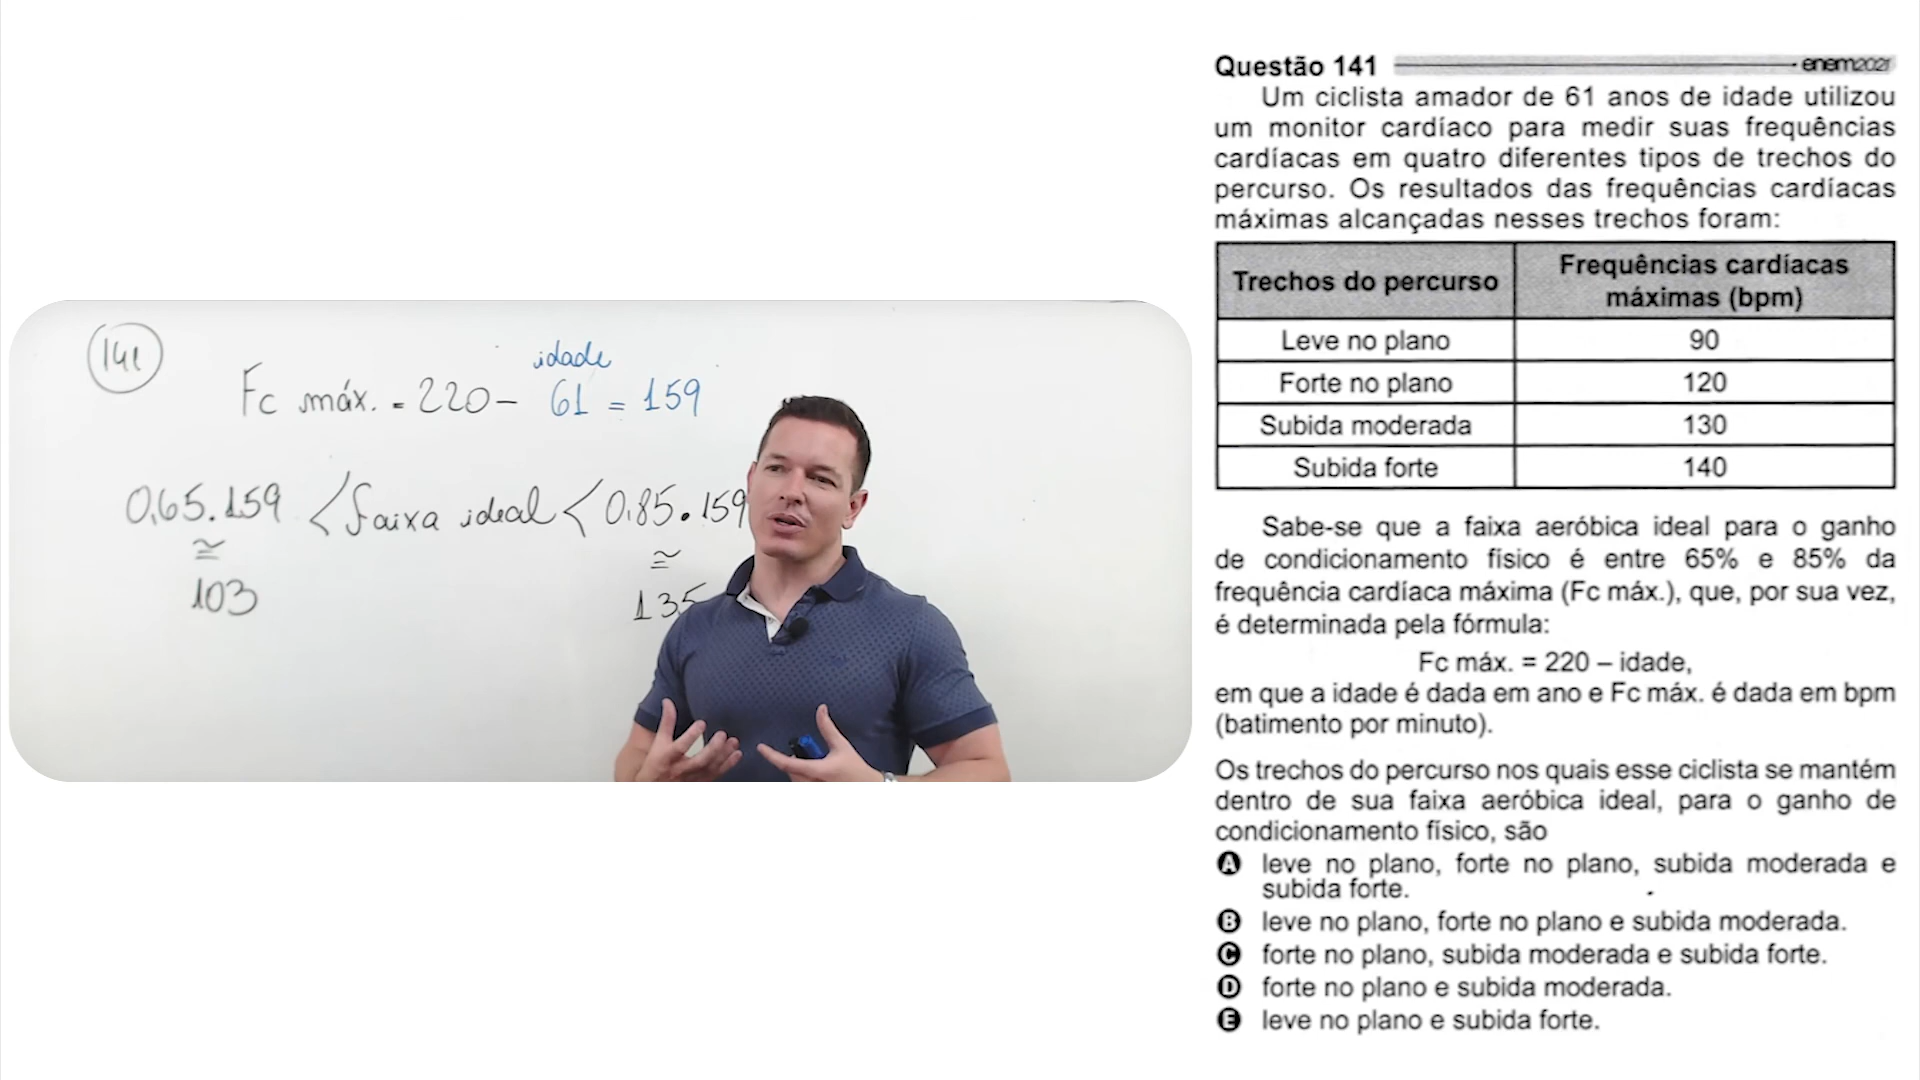 141
idade
Fc máx. = 220 - 61 = 159
0,65.159 < faixa ideal < 0,85.159
≅ ≅
103 135
Questão 141 enem2021
Um ciclista amador de 61 anos de idade utilizou
um monitor cardíaco para medir suas frequências
cardíacas em quatro diferentes tipos de trechos do
percurso. Os resultados das frequências cardíacas
máximas alcançadas nesses trechos foram:
Trechos do percurso Frequências cardíacas máximas (bpm)
Leve no plano 90
Forte no plano 120
Subida moderada 130
Subida forte 140
Sabe-se que a faixa aeróbica ideal para o ganho
de condicionamento físico é entre 65% e 85% da
frequência cardíaca máxima (Fc máx.), que, por sua vez,
é determinada pela fórmula:
Fc máx. = 220 – idade,
em que a idade é dada em ano e Fc máx. é dada em bpm
(batimento por minuto).
Os trechos do percurso nos quais esse ciclista se mantém
dentro de sua faixa aeróbica ideal, para o ganho de
condicionamento físico, são
A leve no plano, forte no plano, subida moderada e
subida forte.
B leve no plano, forte no plano e subida moderada.
C forte no plano, subida moderada e subida forte.
D forte no plano e subida moderada.
E leve no plano e subida forte.